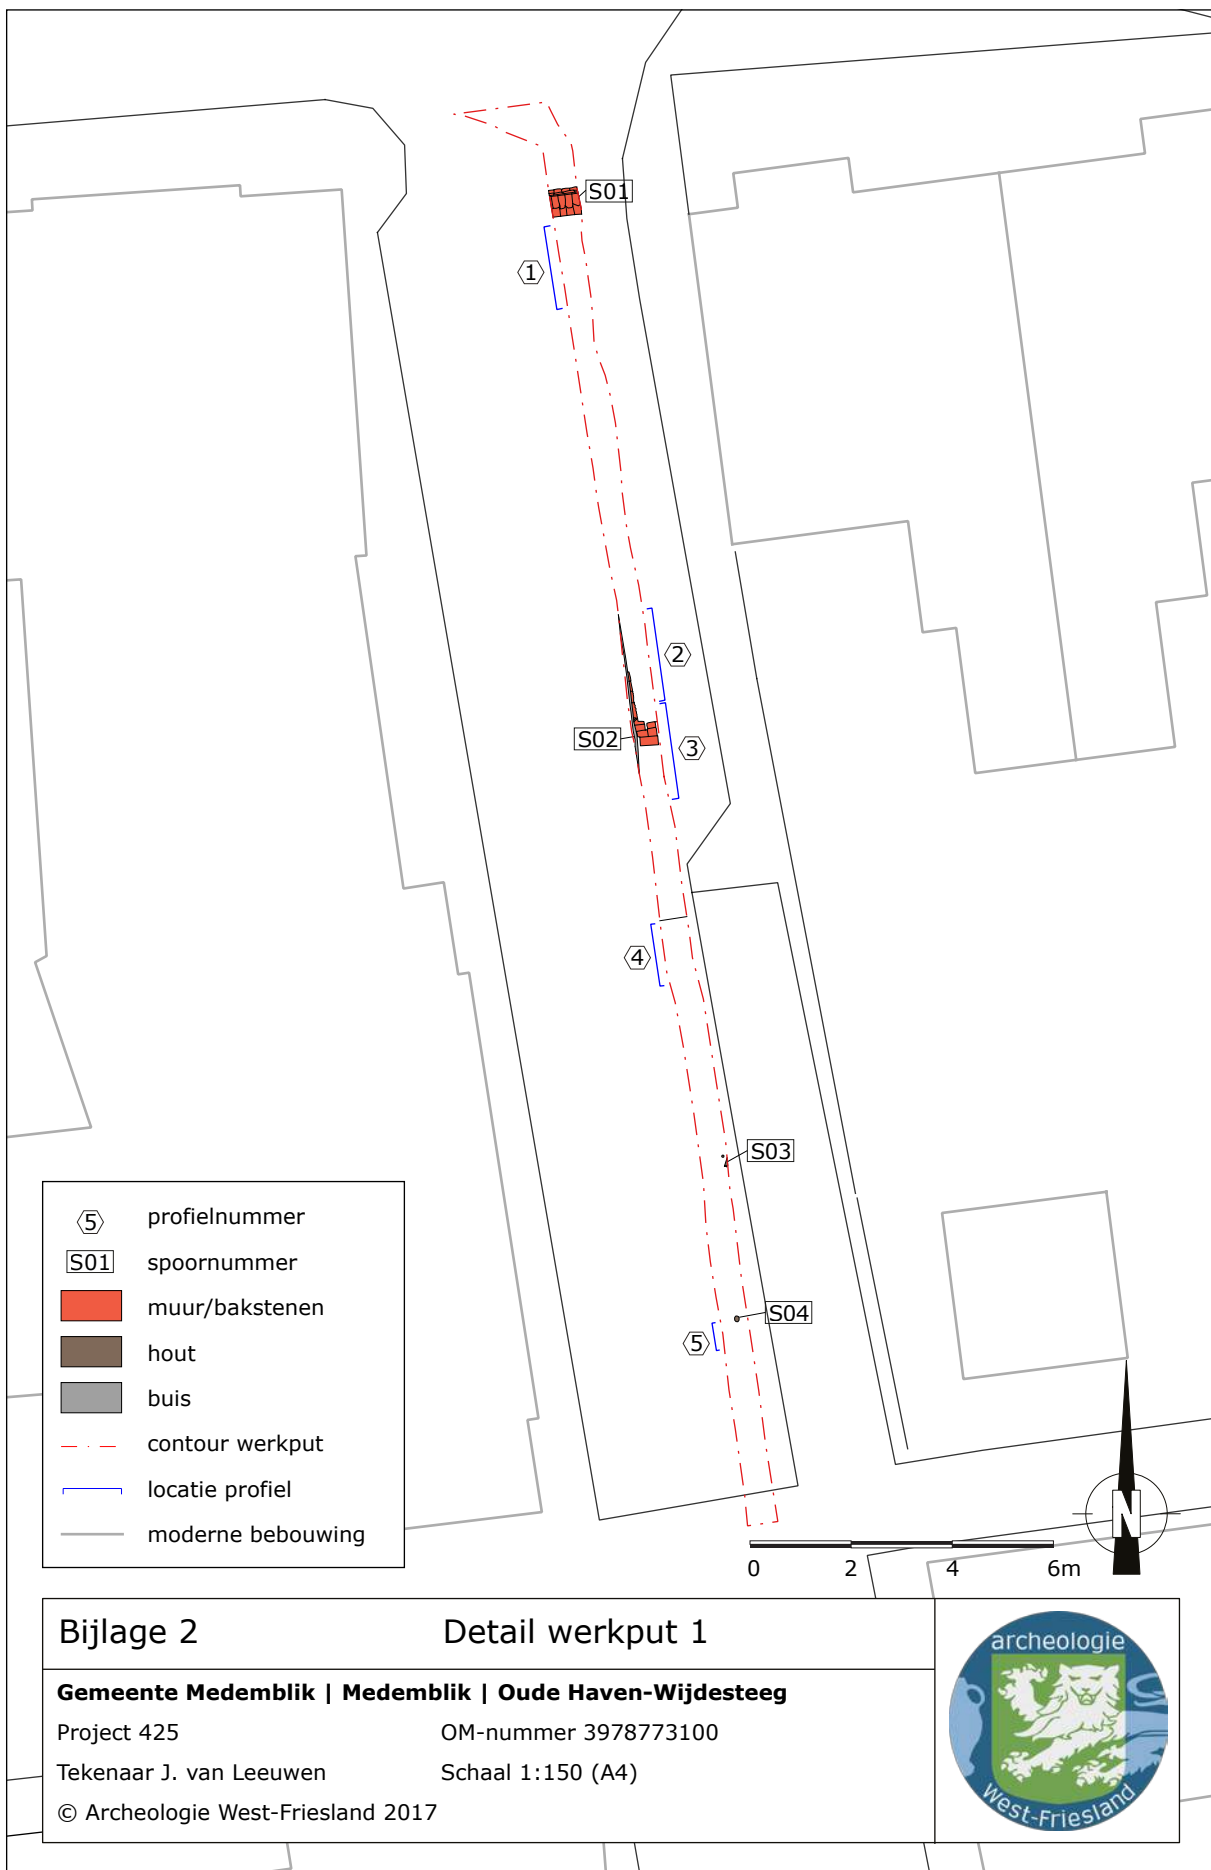 S01
1
2
S02
3
4
S03
S04
5
5 profielnummer
S01 spoornummer
muur/bakstenen
hout
buis
contour werkput
locatie profiel
moderne bebouwing
N
0 2 4 6m
Bijlage 2 Detail werkput 1
Gemeente Medemblik | Medemblik | Oude Haven-Wijdesteeg
Project 425 OM-nummer 3978773100
Tekenaar J. van Leeuwen Schaal 1:150 (A4)
© Archeologie West-Friesland 2017
archeologie
West-Friesland